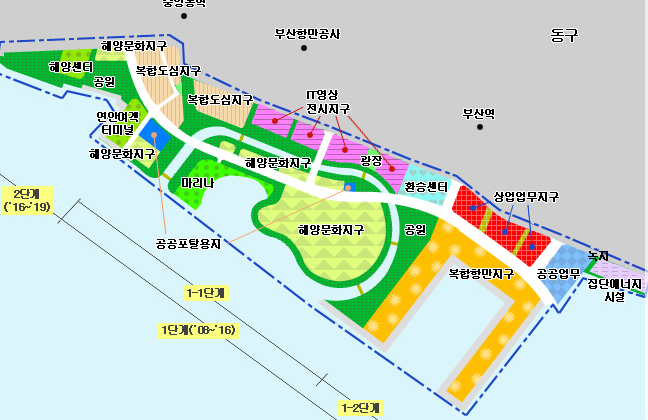 중앙동역
부산항만공사
동구
해양문화지구
해양센터
공원
복합도심지구
복합도심지구
IT영상
전시지구
부산역
연안여객
터미널
해양문화지구
해양문화지구
광장
환승센터
마리나
상업업무지구
2단계
('16~'19)
해양문화지구
공원
공공포탈용지
복합항만지구
공공업무
녹지
집단에너지
시설
1-1단계
1단계('08~'16)
1-2단계